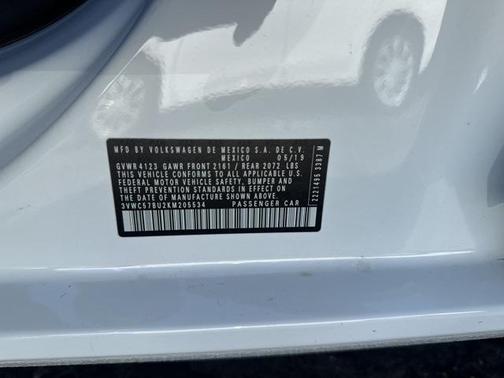 MFD BY VOLKSWAGEN DE MEXICO S.A. DE C.V.
MEXICO 05/19
GVWR 4123 GAWR FRONT 2161 / REAR 2072 LBS
THIS VEHICLE CONFORMS TO ALL APPLICABLE U.S.
FEDERAL MOTOR VEHICLE SAFETY, BUMPER AND
THEFT PREVENTION STANDARDS IN EFFECT ON THE
DATE OF MANUFACTURE SHOWN ABOVE.
3VWC57BU2KM205534 PASSENGER CAR
2221495 3387 M